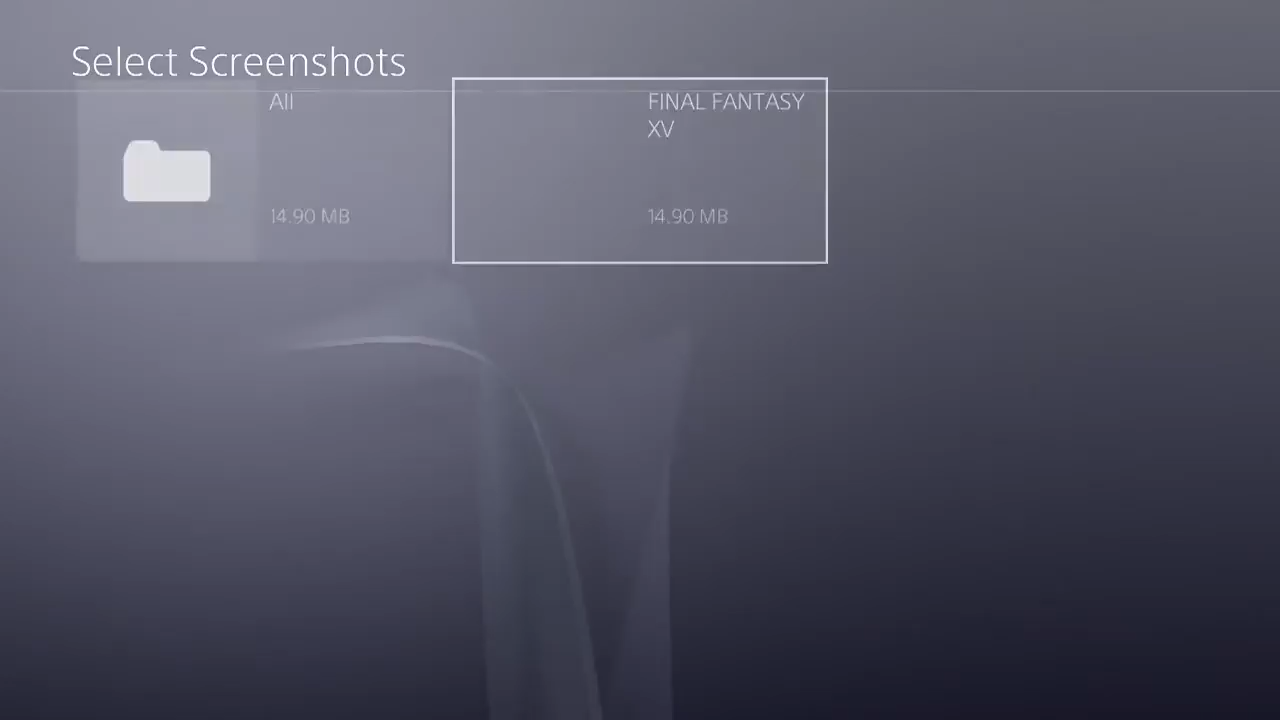 Select Screenshots
All
14.90 MB
FINAL FANTASY
XV
14.90 MB